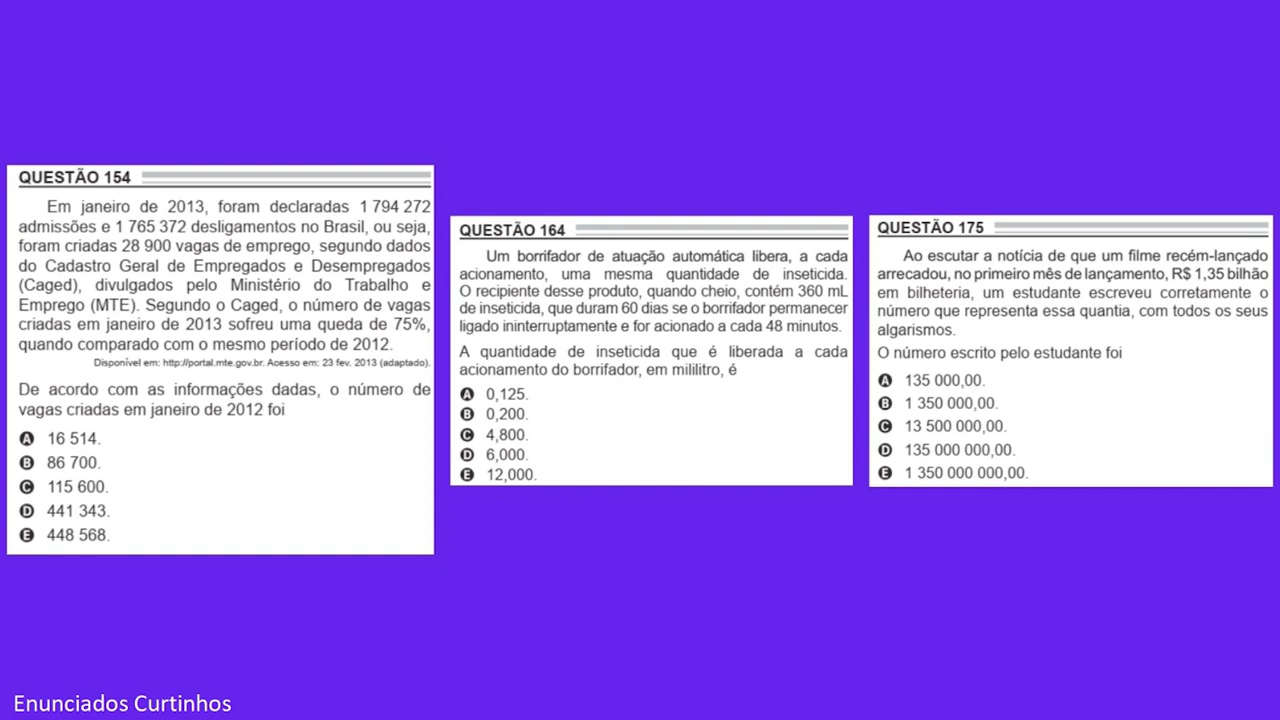 QUESTÃO 154
Em janeiro de 2013, foram declaradas 1 794 272
admissões e 1 765 372 desligamentos no Brasil, ou seja,
foram criadas 28 900 vagas de emprego, segundo dados
do Cadastro Geral de Empregados e Desempregados
(Caged), divulgados pelo Ministério do Trabalho e
Emprego (MTE). Segundo o Caged, o número de vagas
criadas em janeiro de 2013 sofreu uma queda de 75%,
quando comparado com o mesmo período de 2012.
Disponível em: http://portal.mte.gov.br. Acesso em: 23 fev. 2013 (adaptado).
De acordo com as informações dadas, o número de
vagas criadas em janeiro de 2012 foi
A 16 514.
B 86 700.
C 115 600.
D 441 343.
E 448 568.
QUESTÃO 164
Um borrifador de atuação automática libera, a cada
acionamento, uma mesma quantidade de inseticida.
O recipiente desse produto, quando cheio, contém 360 mL
de inseticida, que duram 60 dias se o borrifador permanecer
ligado ininterruptamente e for acionado a cada 48 minutos.
A quantidade de inseticida que é liberada a cada
acionamento do borrifador, em mililitro, é
A 0,125.
B 0,200.
C 4,800.
D 6,000.
E 12,000.
QUESTÃO 175
Ao escutar a notícia de que um filme recém-lançado
arrecadou, no primeiro mês de lançamento, R$ 1,35 bilhão
em bilheteria, um estudante escreveu corretamente o
número que representa essa quantia, com todos os seus
algarismos.
O número escrito pelo estudante foi
A 135 000,00.
B 1 350 000,00.
C 13 500 000,00.
D 135 000 000,00.
E 1 350 000 000,00.
Enunciados Curtinhos